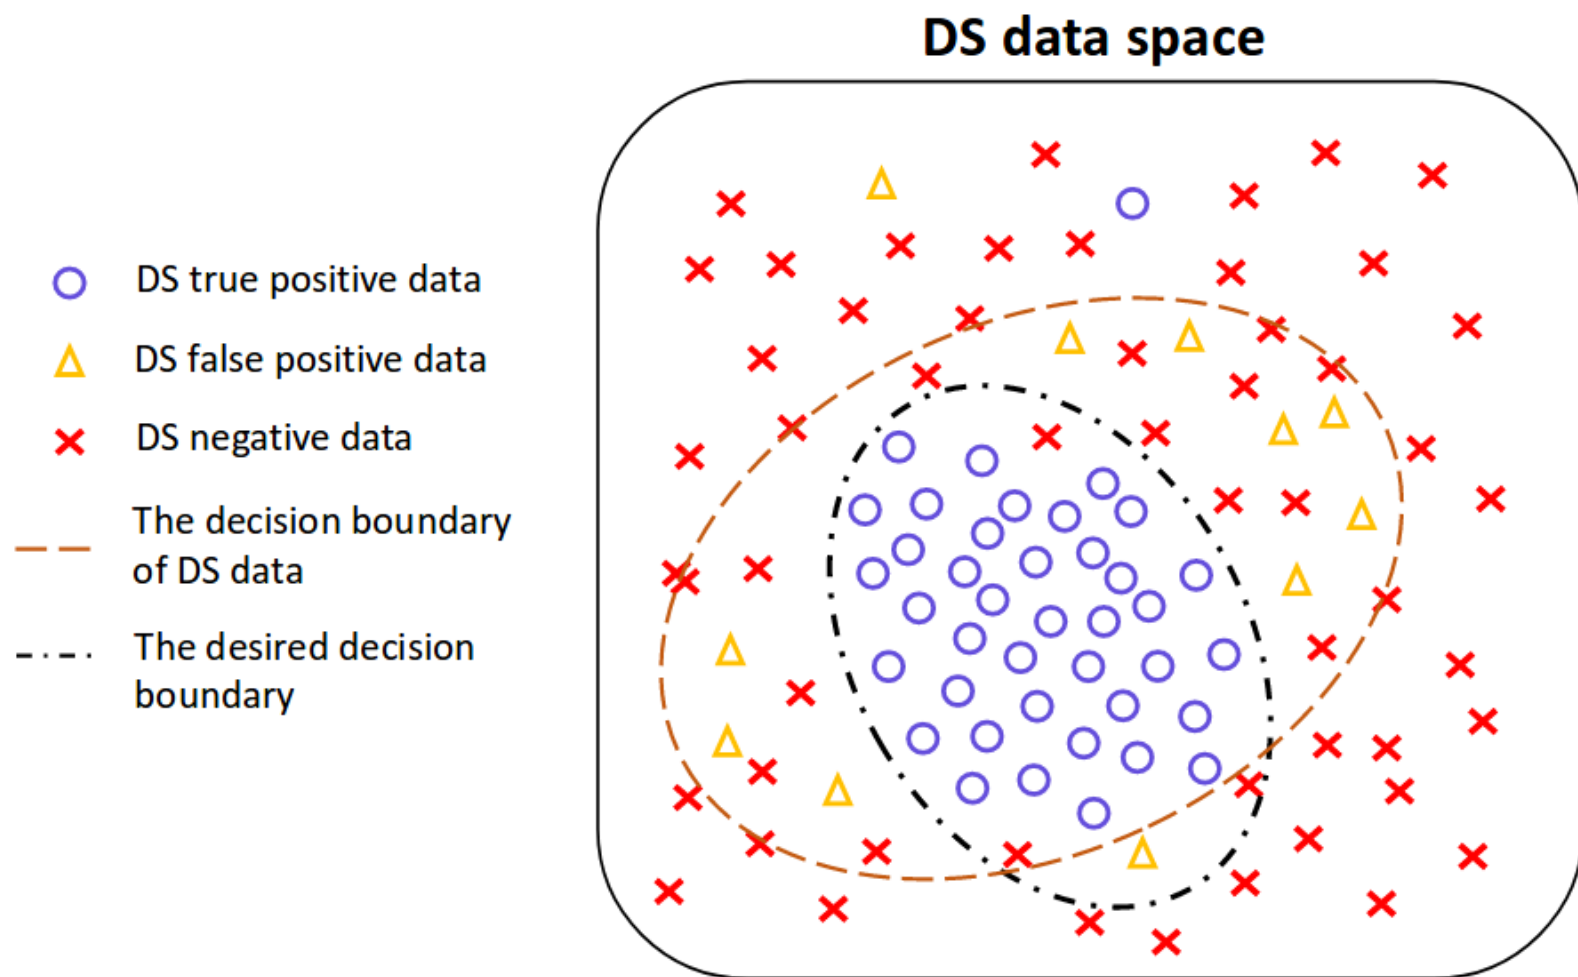 DS data space
DS true positive data
DS false positive data
DS negative data
The decision boundary
of DS data
The desired decision
boundary